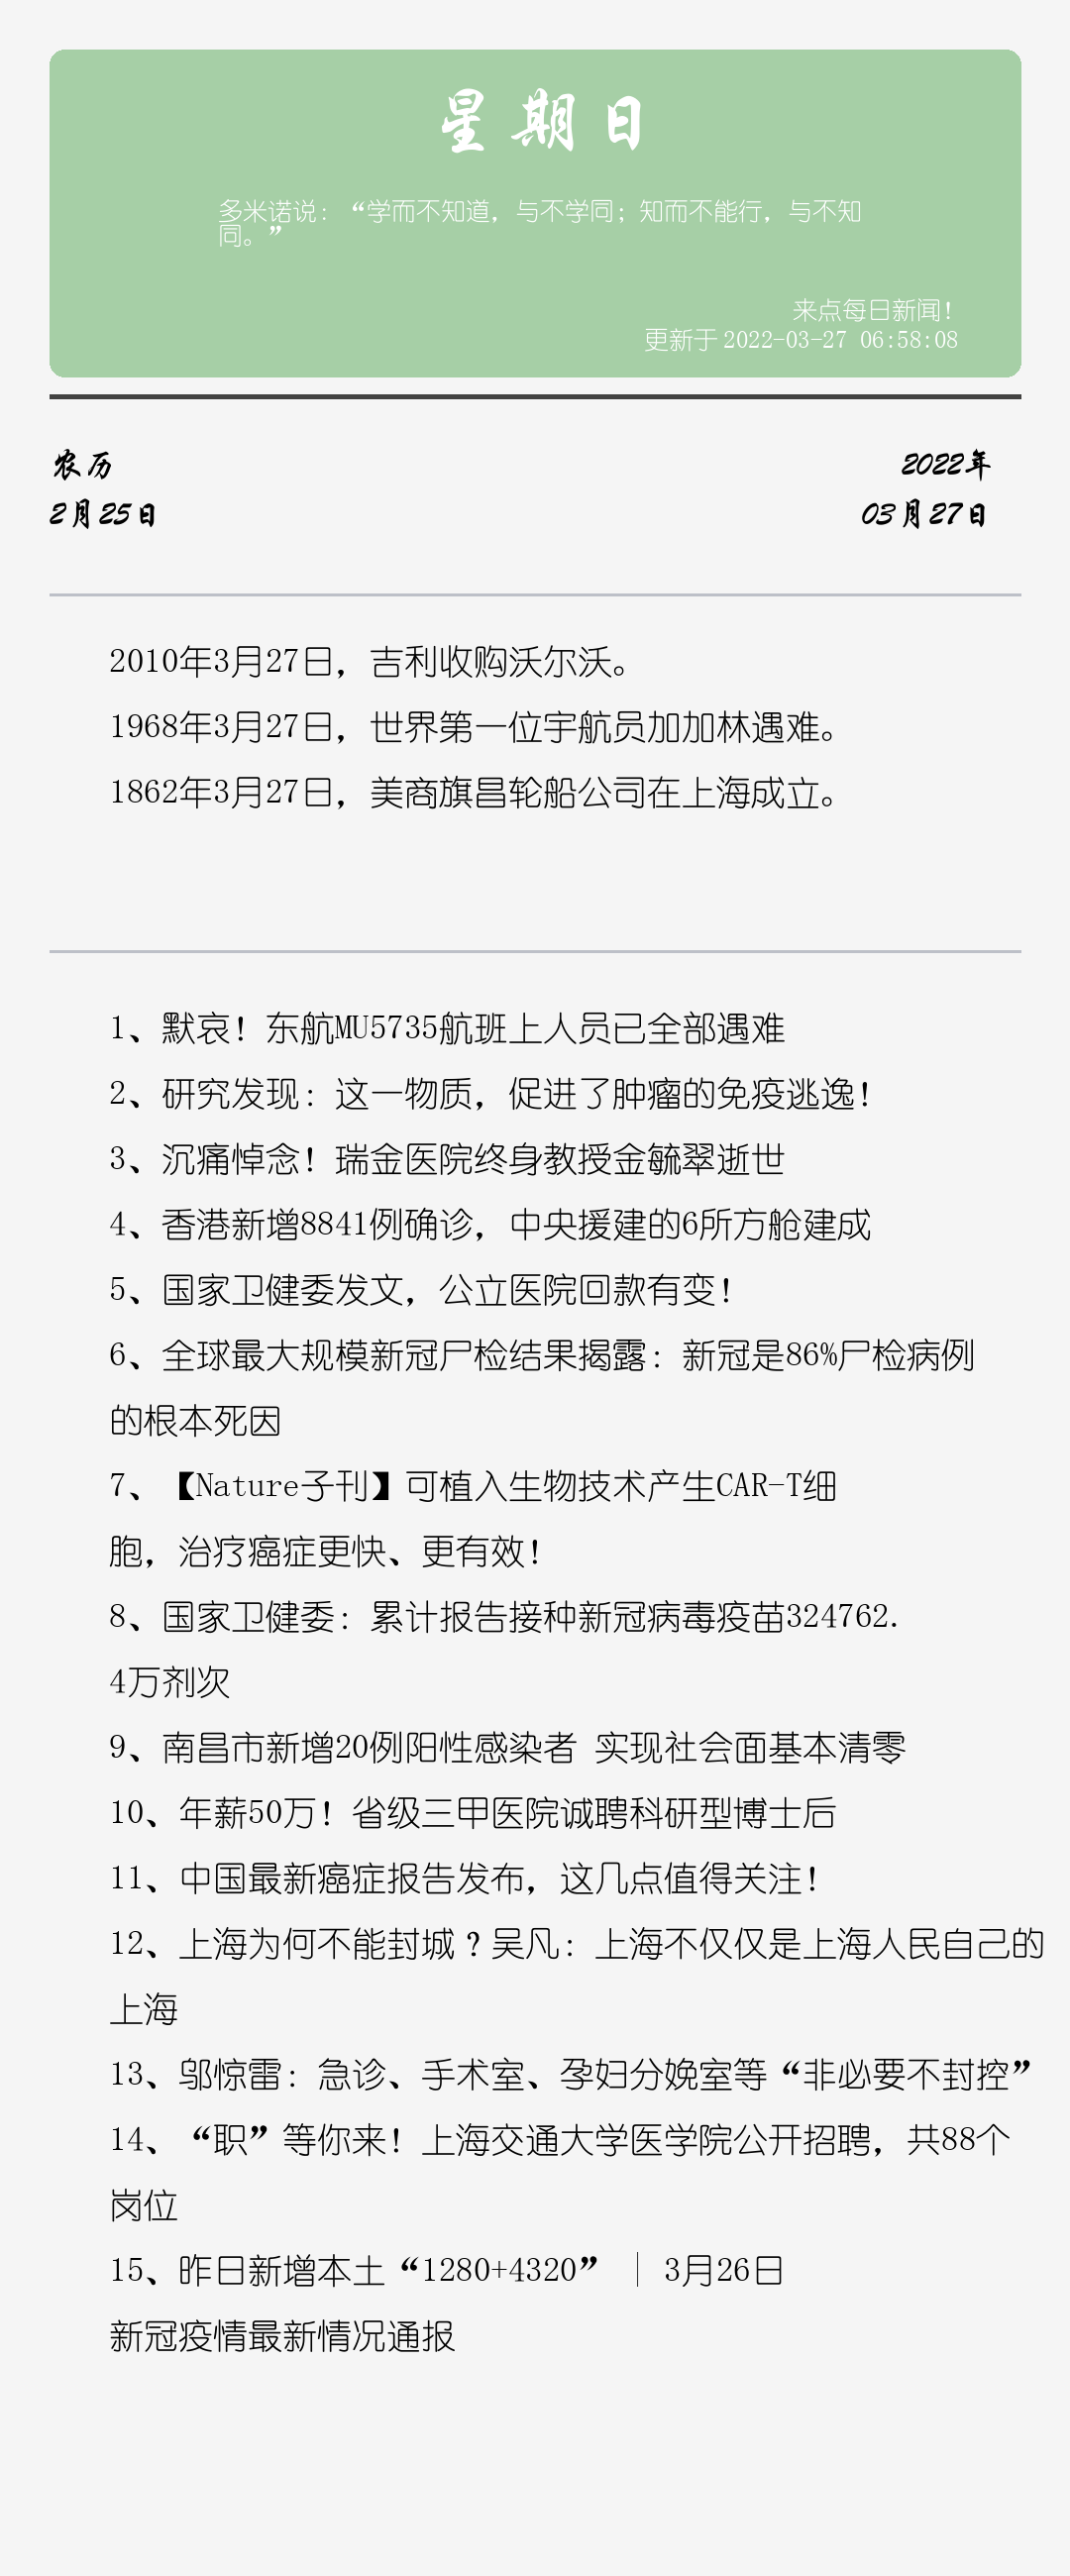 星期日
多米诺说：“学而不知道，与不学同；知而不能行，与不知
同。”
来点每日新闻！
更新于 2022-03-27 06:58:08
农历
2022年
2月25日
03月27日
2010年3月27日，吉利收购沃尔沃。
1968年3月27日，世界第一位宇航员加加林遇难。
1862年3月27日，美商旗昌轮船公司在上海成立。
1、默哀！东航MU5735航班上人员已全部遇难
2、研究发现：这一物质，促进了肿瘤的免疫逃逸！
3、沉痛悼念！瑞金医院终身教授金毓翠逝世
4、香港新增8841例确诊，中央援建的6所方舱建成
5、国家卫健委发文，公立医院回款有变！
6、全球最大规模新冠尸检结果揭露：新冠是86%尸检病例
的根本死因
7、【Nature子刊】可植入生物技术产生CAR-T细
胞，治疗癌症更快、更有效！
8、国家卫健委：累计报告接种新冠病毒疫苗324762.
4万剂次
9、南昌市新增20例阳性感染者 实现社会面基本清零
10、年薪50万！省级三甲医院诚聘科研型博士后
11、中国最新癌症报告发布，这几点值得关注！
12、上海为何不能封城？吴凡：上海不仅仅是上海人民自己的
上海
13、邬惊雷：急诊、手术室、孕妇分娩室等“非必要不封控”
14、“职”等你来！上海交通大学医学院公开招聘，共88个
岗位
15、昨日新增本土“1280+4320” ｜ 3月26日
新冠疫情最新情况通报